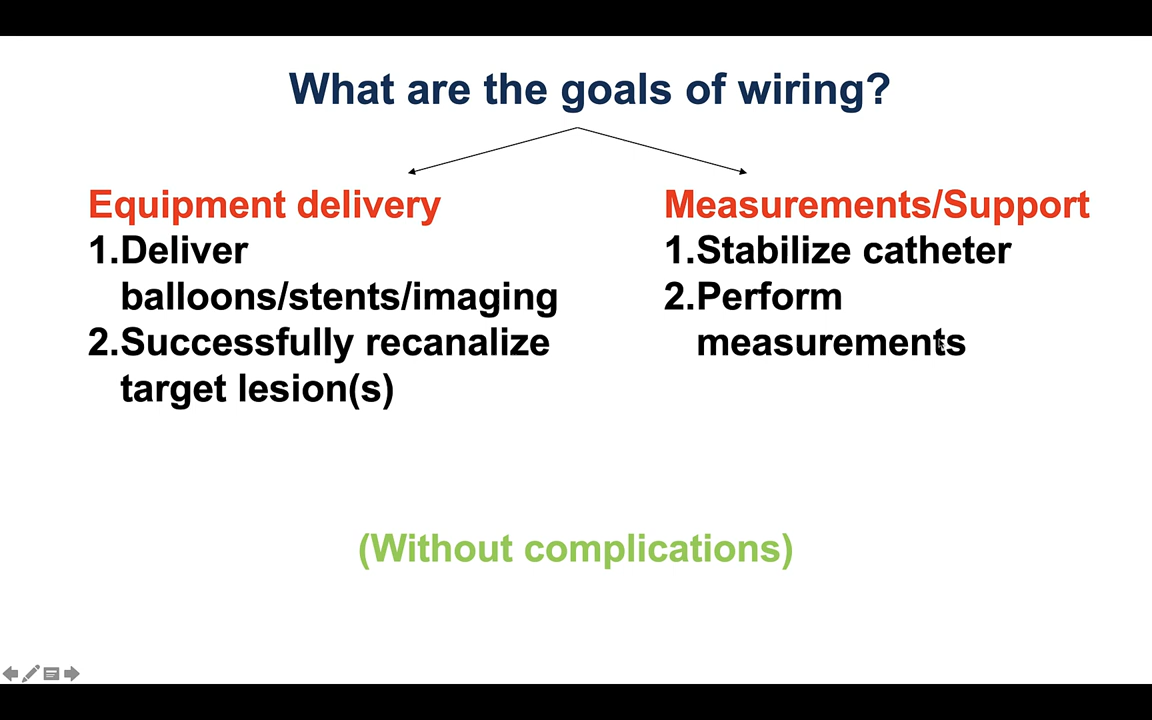 What are the goals of wiring?
Equipment delivery
1.Deliver
balloons/stents/imaging
2.Successfully recanalize
target lesion(s)
Measurements/Support
1.Stabilize catheter
2.Perform
measurements
(Without complications)